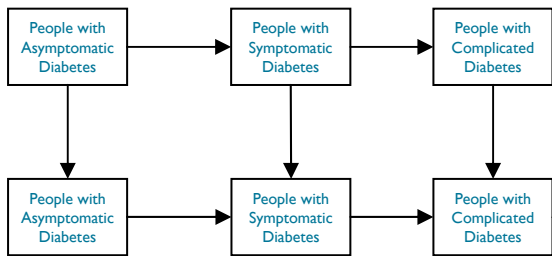 People with
Asymptomatic
Diabetes
People with
Symptomatic
Diabetes
People with
Complicated
Diabetes
People with
Asymptomatic
Diabetes
People with
Symptomatic
Diabetes
People with
Complicated
Diabetes